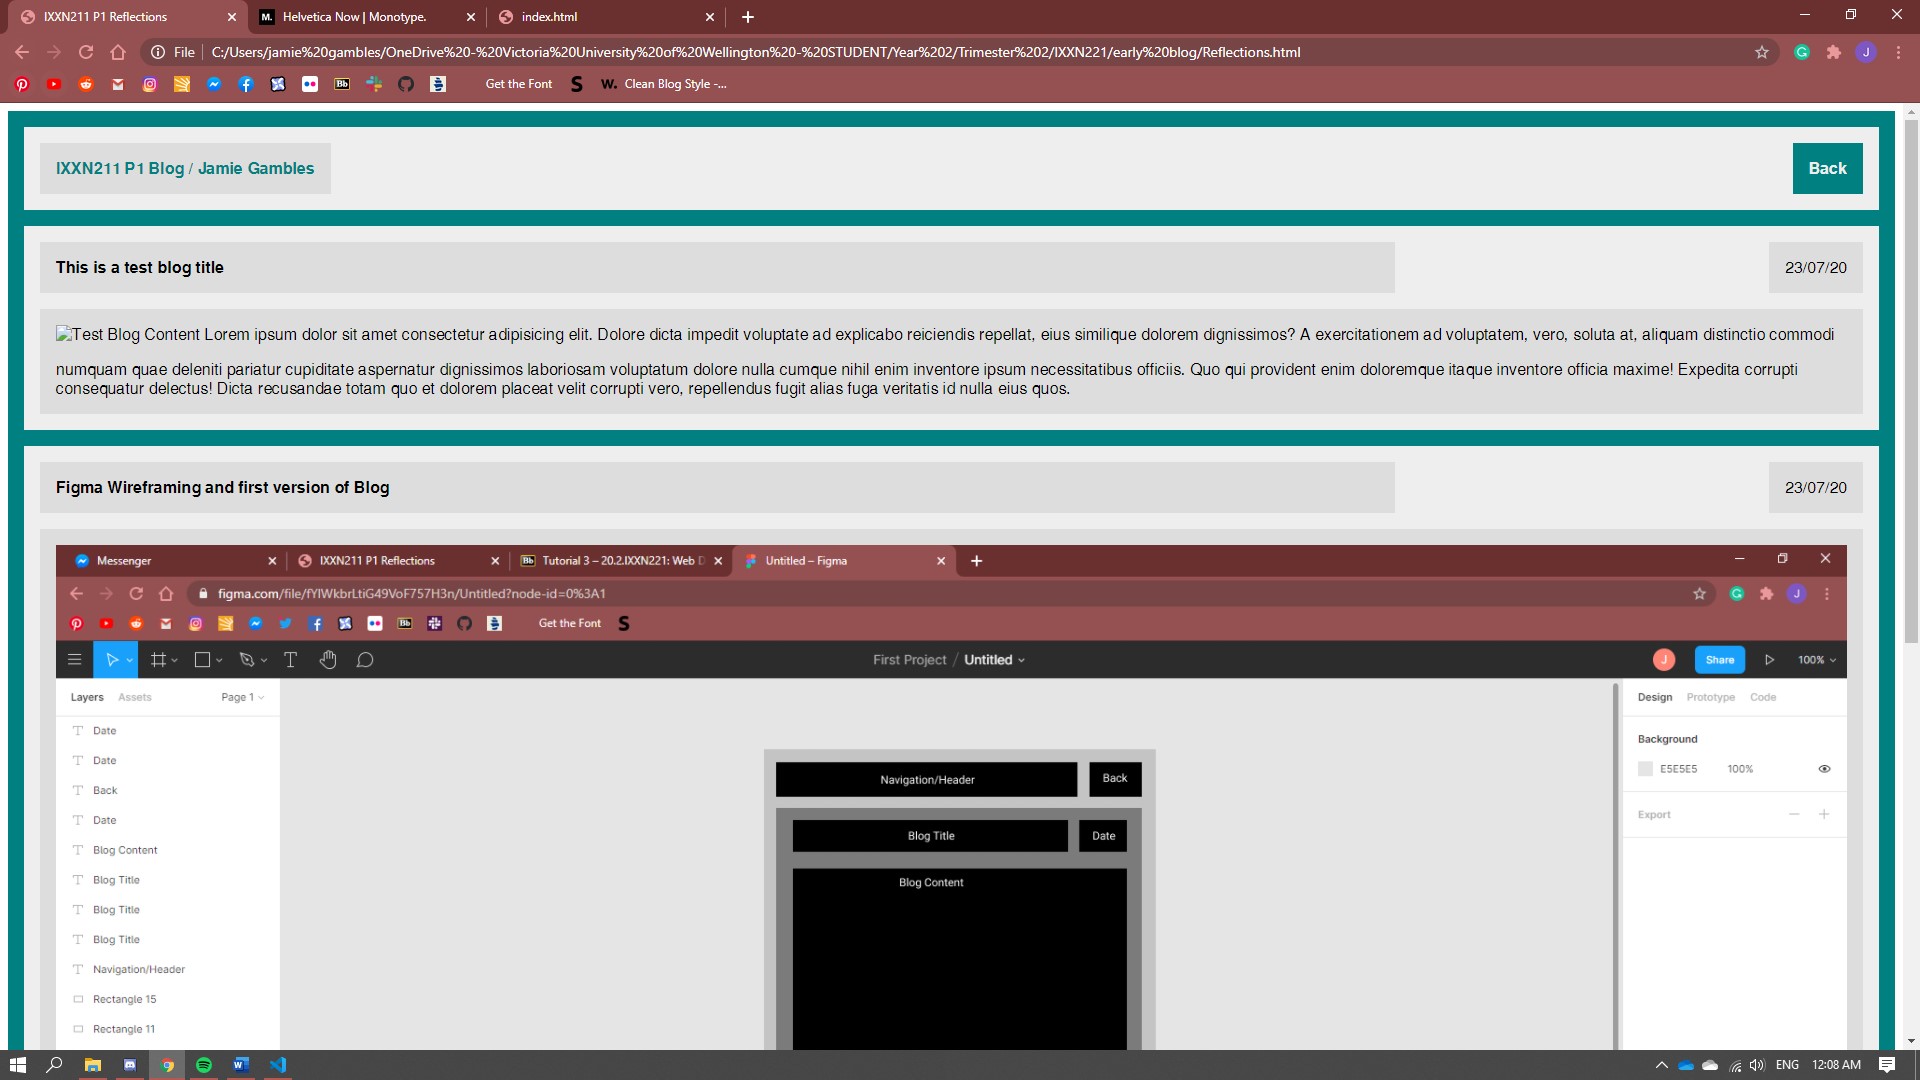 IXXN211 P1 Reflections
Helvetica Now | Monotype.
index.html
File
C:/Users/jamie%20gambles/OneDrive%20-%20Victoria%20University%20of%20Wellington%20-%20STUDENT/Year%202/Trimester%202/IXXN221/early%20blog/Reflections.html
J
Bb
Get the Font
S
W. Clean Blog Style -...
IXXN211 P1 Blog / Jamie Gambles
Back
This is a test blog title
23/07/20
Test Blog Content Lorem ipsum dolor sit amet consectetur adipisicing elit. Dolore dicta impedit voluptate ad explicabo reiciendis repellat, eius similique dolorem dignissimos? A exercitationem ad voluptatem, vero, soluta at, aliquam distinctio commodi
numquam quae deleniti pariatur cupiditate aspernatur dignissimos laboriosam voluptatum dolore nulla cumque nihil enim inventore ipsum necessitatibus officiis. Quo qui provident enim doloremque itaque inventore officia maxime! Expedita corrupti
consequatur delectus! Dicta recusandae totam quo et dolorem placeat velit corrupti vero, repellendus fugit alias fuga veritatis id nulla eius quos.
Figma Wireframing and first version of Blog
23/07/20
Messenger
IXXN211 P1 Reflections
Bb Tutorial 3 – 20.2.IXXN221: Web D
Untitled – Figma
figma.com/file/fYlWkbrLtiG49VoF757H3n/Untitled?node-id=0%3A1
J
Bb
Get the Font
S
First Project / Untitled
J
Share
100%
Layers
Assets
Page 1
Date
Date
Back
Date
Blog Content
Blog Title
Blog Title
Blog Title
Navigation/Header
Rectangle 15
Rectangle 11
Navigation/Header
Back
Blog Title
Date
Blog Content
Design
Prototype
Code
Background
E5E5E5
100%
Export
ENG
12:08 AM